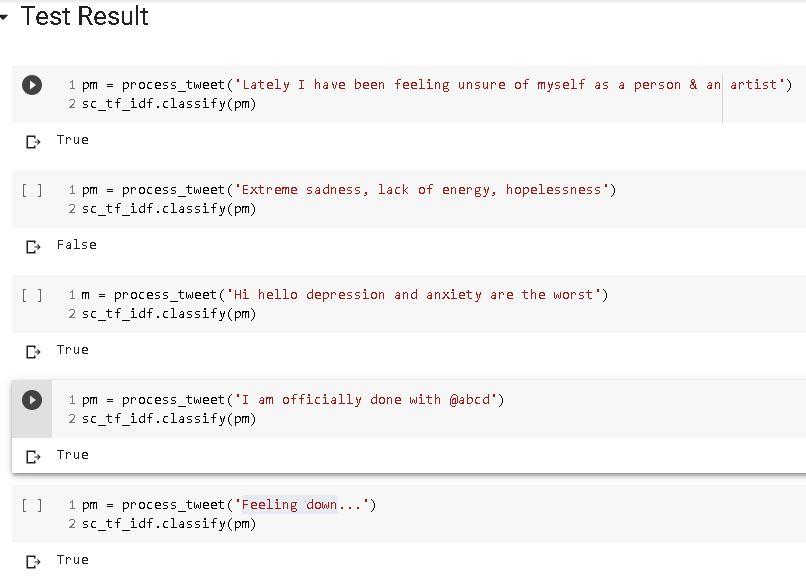 Test Result
1 pm = process_tweet('Lately I have been feeling unsure of myself as a person & an artist')
2 sc_tf_idf.classify(pm)
True
[ ] 1 pm = process_tweet('Extreme sadness, lack of energy, hopelessness')
2 sc_tf_idf.classify(pm)
False
[ ] 1 m = process_tweet('Hi hello depression and anxiety are the worst')
2 sc_tf_idf.classify(pm)
True
1 pm = process_tweet('I am officially done with @abcd')
2 sc_tf_idf.classify(pm)
True
[ ] 1 pm = process_tweet('Feeling down...')
2 sc_tf_idf.classify(pm)
True